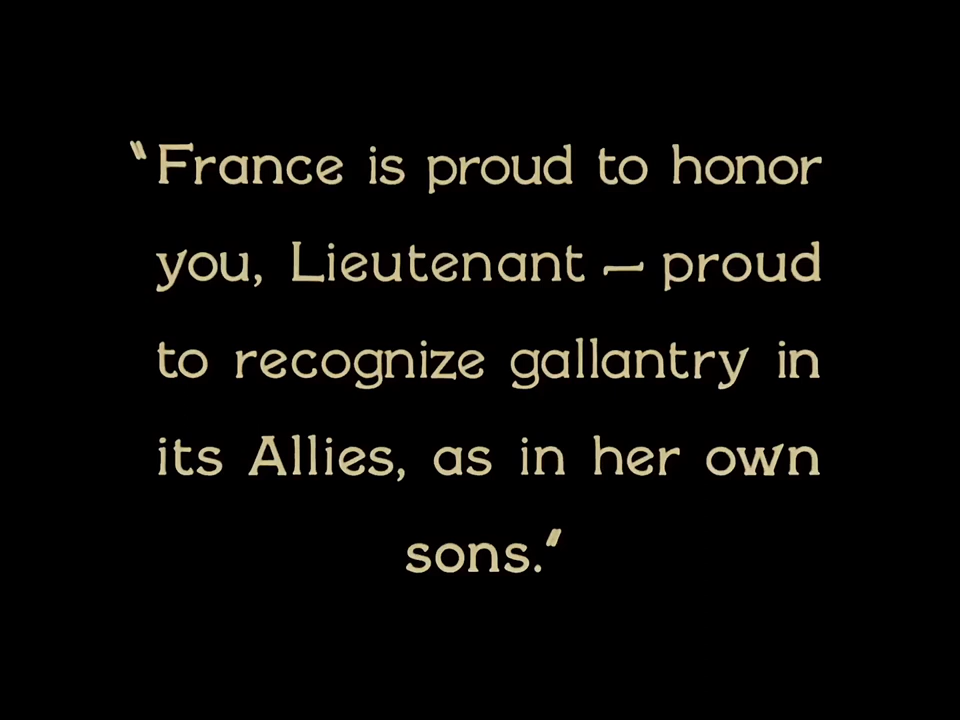 "France is proud to honor
you, Lieutenant — proud
to recognize gallantry in
its Allies, as in her own
sons."